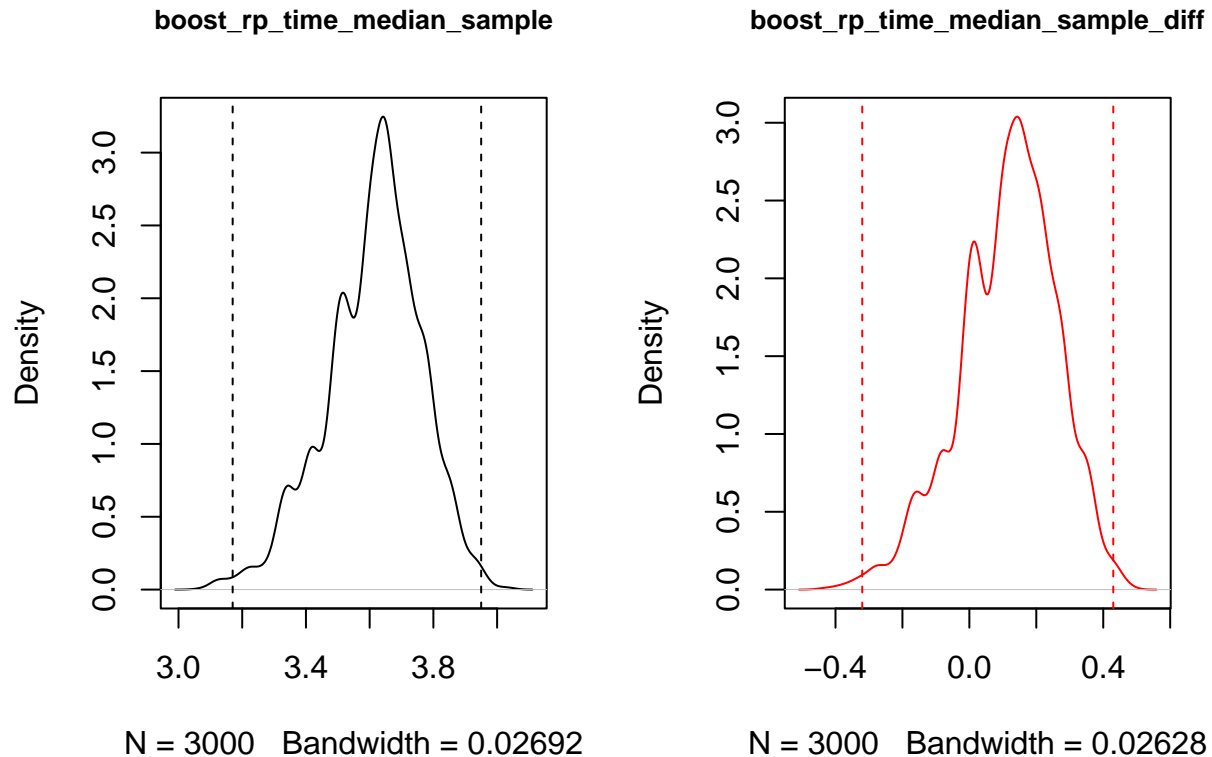 boost_rp_time_median_sample
Density
0.0 0.5 1.0 1.5 2.0 2.5 3.0
3.0 3.4 3.8
N = 3000 Bandwidth = 0.02692
boost_rp_time_median_sample_diff
Density
0.0 0.5 1.0 1.5 2.0 2.5 3.0
−0.4 0.0 0.4
N = 3000 Bandwidth = 0.02628